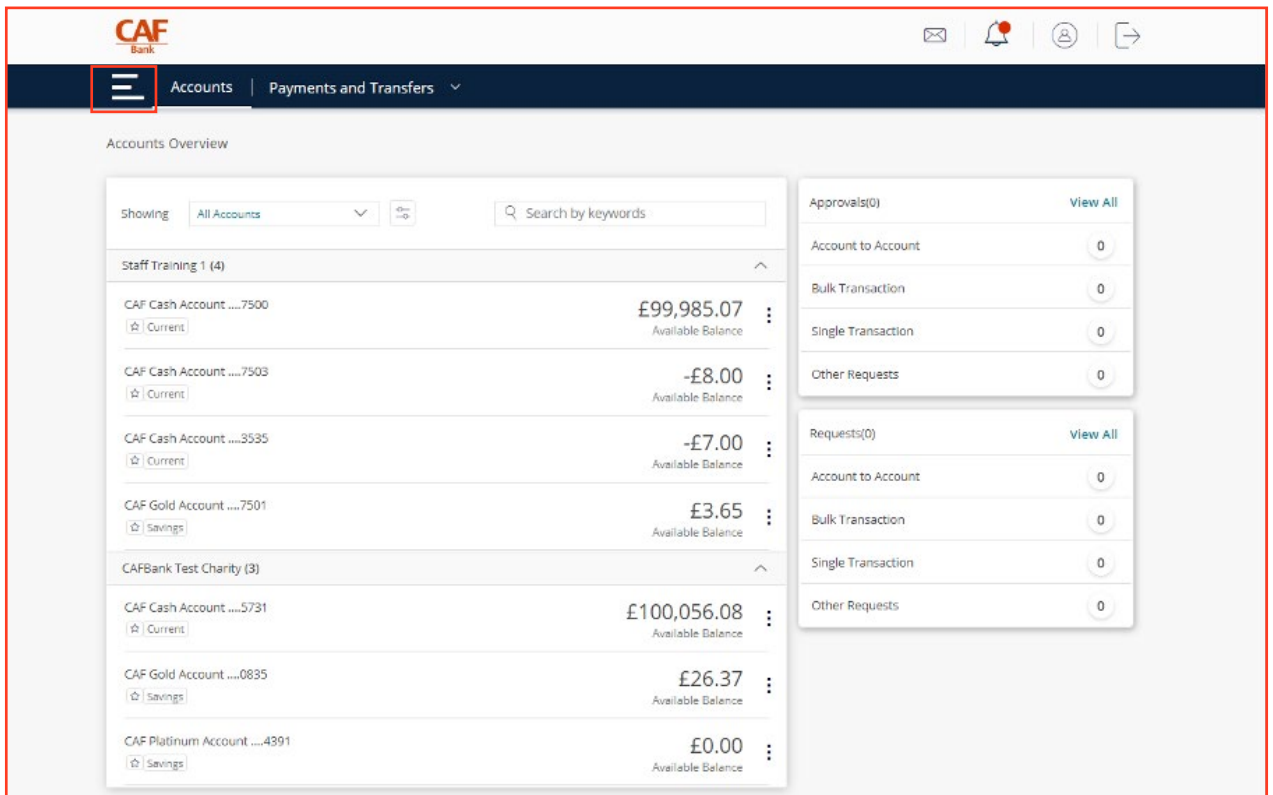 CAF
Bank
Accounts | Payments and Transfers
Accounts Overview
Showing All Accounts Search by keywords
Staff Training 1 (4)
CAF Cash Account ....7500 £99,985.07
Current Available Balance
CAF Cash Account ....7503 -£8.00
Current Available Balance
CAF Cash Account ....3535 -£7.00
Current Available Balance
CAF Gold Account ....7501 £3.65
Savings Available Balance
CAFBank Test Charity (3)
CAF Cash Account ....5731 £100,056.08
Current Available Balance
CAF Gold Account ....0835 £26.37
Savings Available Balance
CAF Platinum Account ....4391 £0.00
Savings Available Balance
Approvals(0) View All
Account to Account 0
Bulk Transaction 0
Single Transaction 0
Other Requests 0
Requests(0) View All
Account to Account 0
Bulk Transaction 0
Single Transaction 0
Other Requests 0